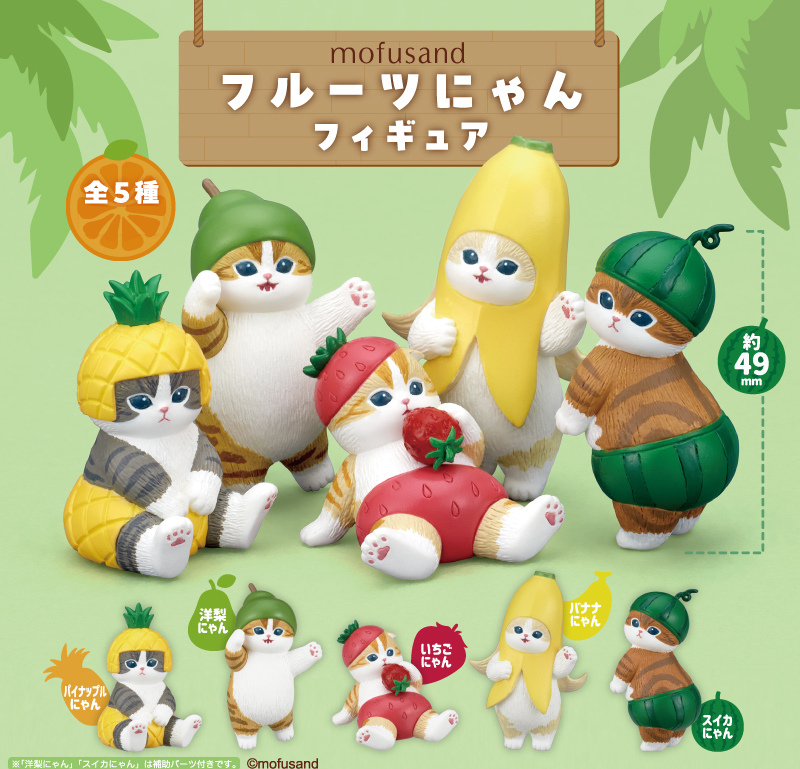 mofusand
フルーツにゃん
フィギュア
全5種
約
49
mm
パイナップル
にゃん
洋梨
にゃん
いちご
にゃん
バナナ
にゃん
スイカ
にゃん
※「洋梨にゃん」「スイカにゃん」は補助パーツ付きです。
©mofusand